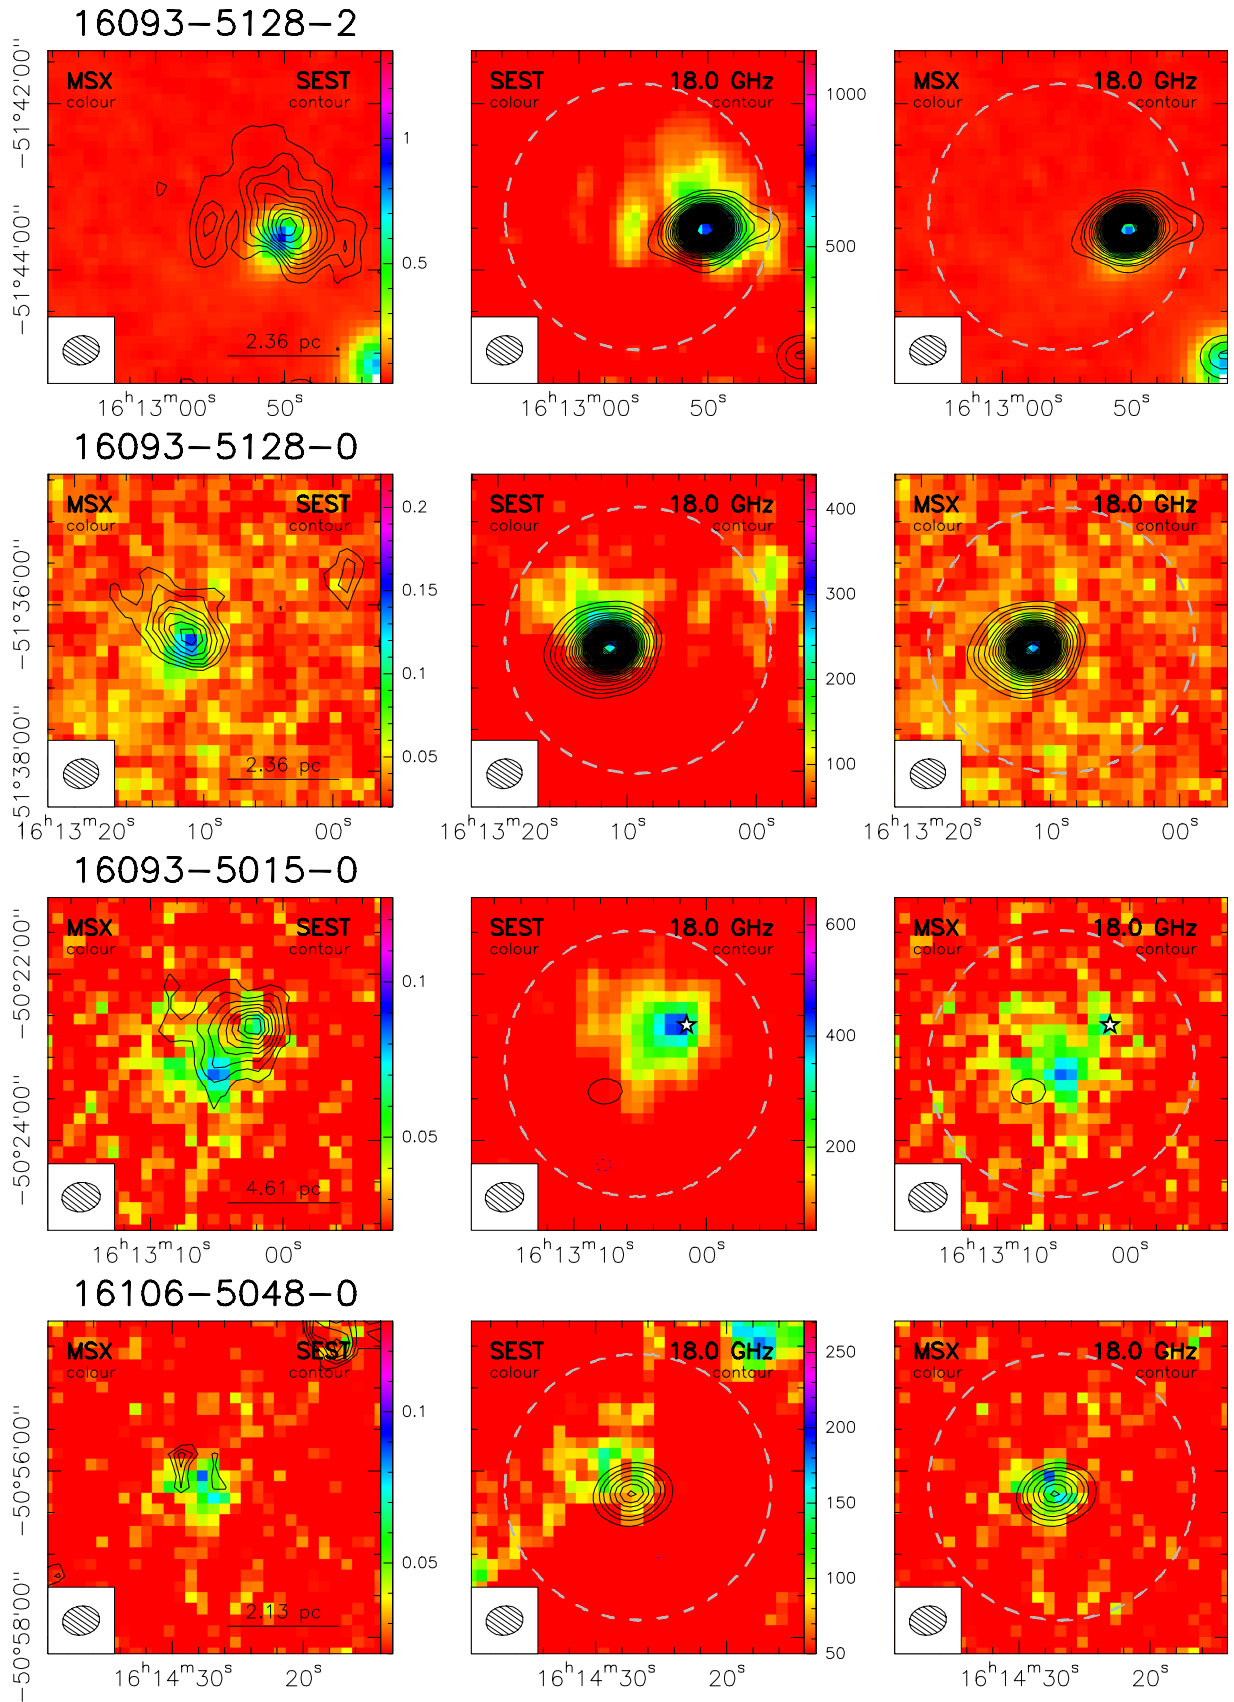 16093−5128−2
MSX SEST
colour contour
SEST 18.0 GHz
colour contour
MSX 18.0 GHz
colour contour
−51°42'00"
−51°44'00"
1
0.5
1000
500
2.36 pc
16ʰ13ᵐ00ˢ 50ˢ
16ʰ13ᵐ00ˢ 50ˢ
16ʰ13ᵐ00ˢ 50ˢ
16093−5128−0
MSX SEST
colour contour
SEST 18.0 GHz
colour contour
MSX 18.0 GHz
colour contour
−51°36'00"
−51°38'00"
0.2
0.15
0.1
0.05
400
300
200
100
2.36 pc
16ʰ13ᵐ20ˢ 10ˢ 00ˢ
16ʰ13ᵐ20ˢ 10ˢ 00ˢ
16ʰ13ᵐ20ˢ 10ˢ 00ˢ
16093−5015−0
MSX SEST
colour contour
SEST 18.0 GHz
colour contour
MSX 18.0 GHz
colour contour
−50°22'00"
−50°24'00"
0.1
0.05
600
400
200
4.61 pc
16ʰ13ᵐ10ˢ 00ˢ
16ʰ13ᵐ10ˢ 00ˢ
16ʰ13ᵐ10ˢ 00ˢ
16106−5048−0
MSX SEST
colour contour
SEST 18.0 GHz
colour contour
MSX 18.0 GHz
colour contour
−50°56'00"
−50°58'00"
0.1
0.05
250
200
150
100
50
2.13 pc
16ʰ14ᵐ30ˢ 20ˢ
16ʰ14ᵐ30ˢ 20ˢ
16ʰ14ᵐ30ˢ 20ˢ